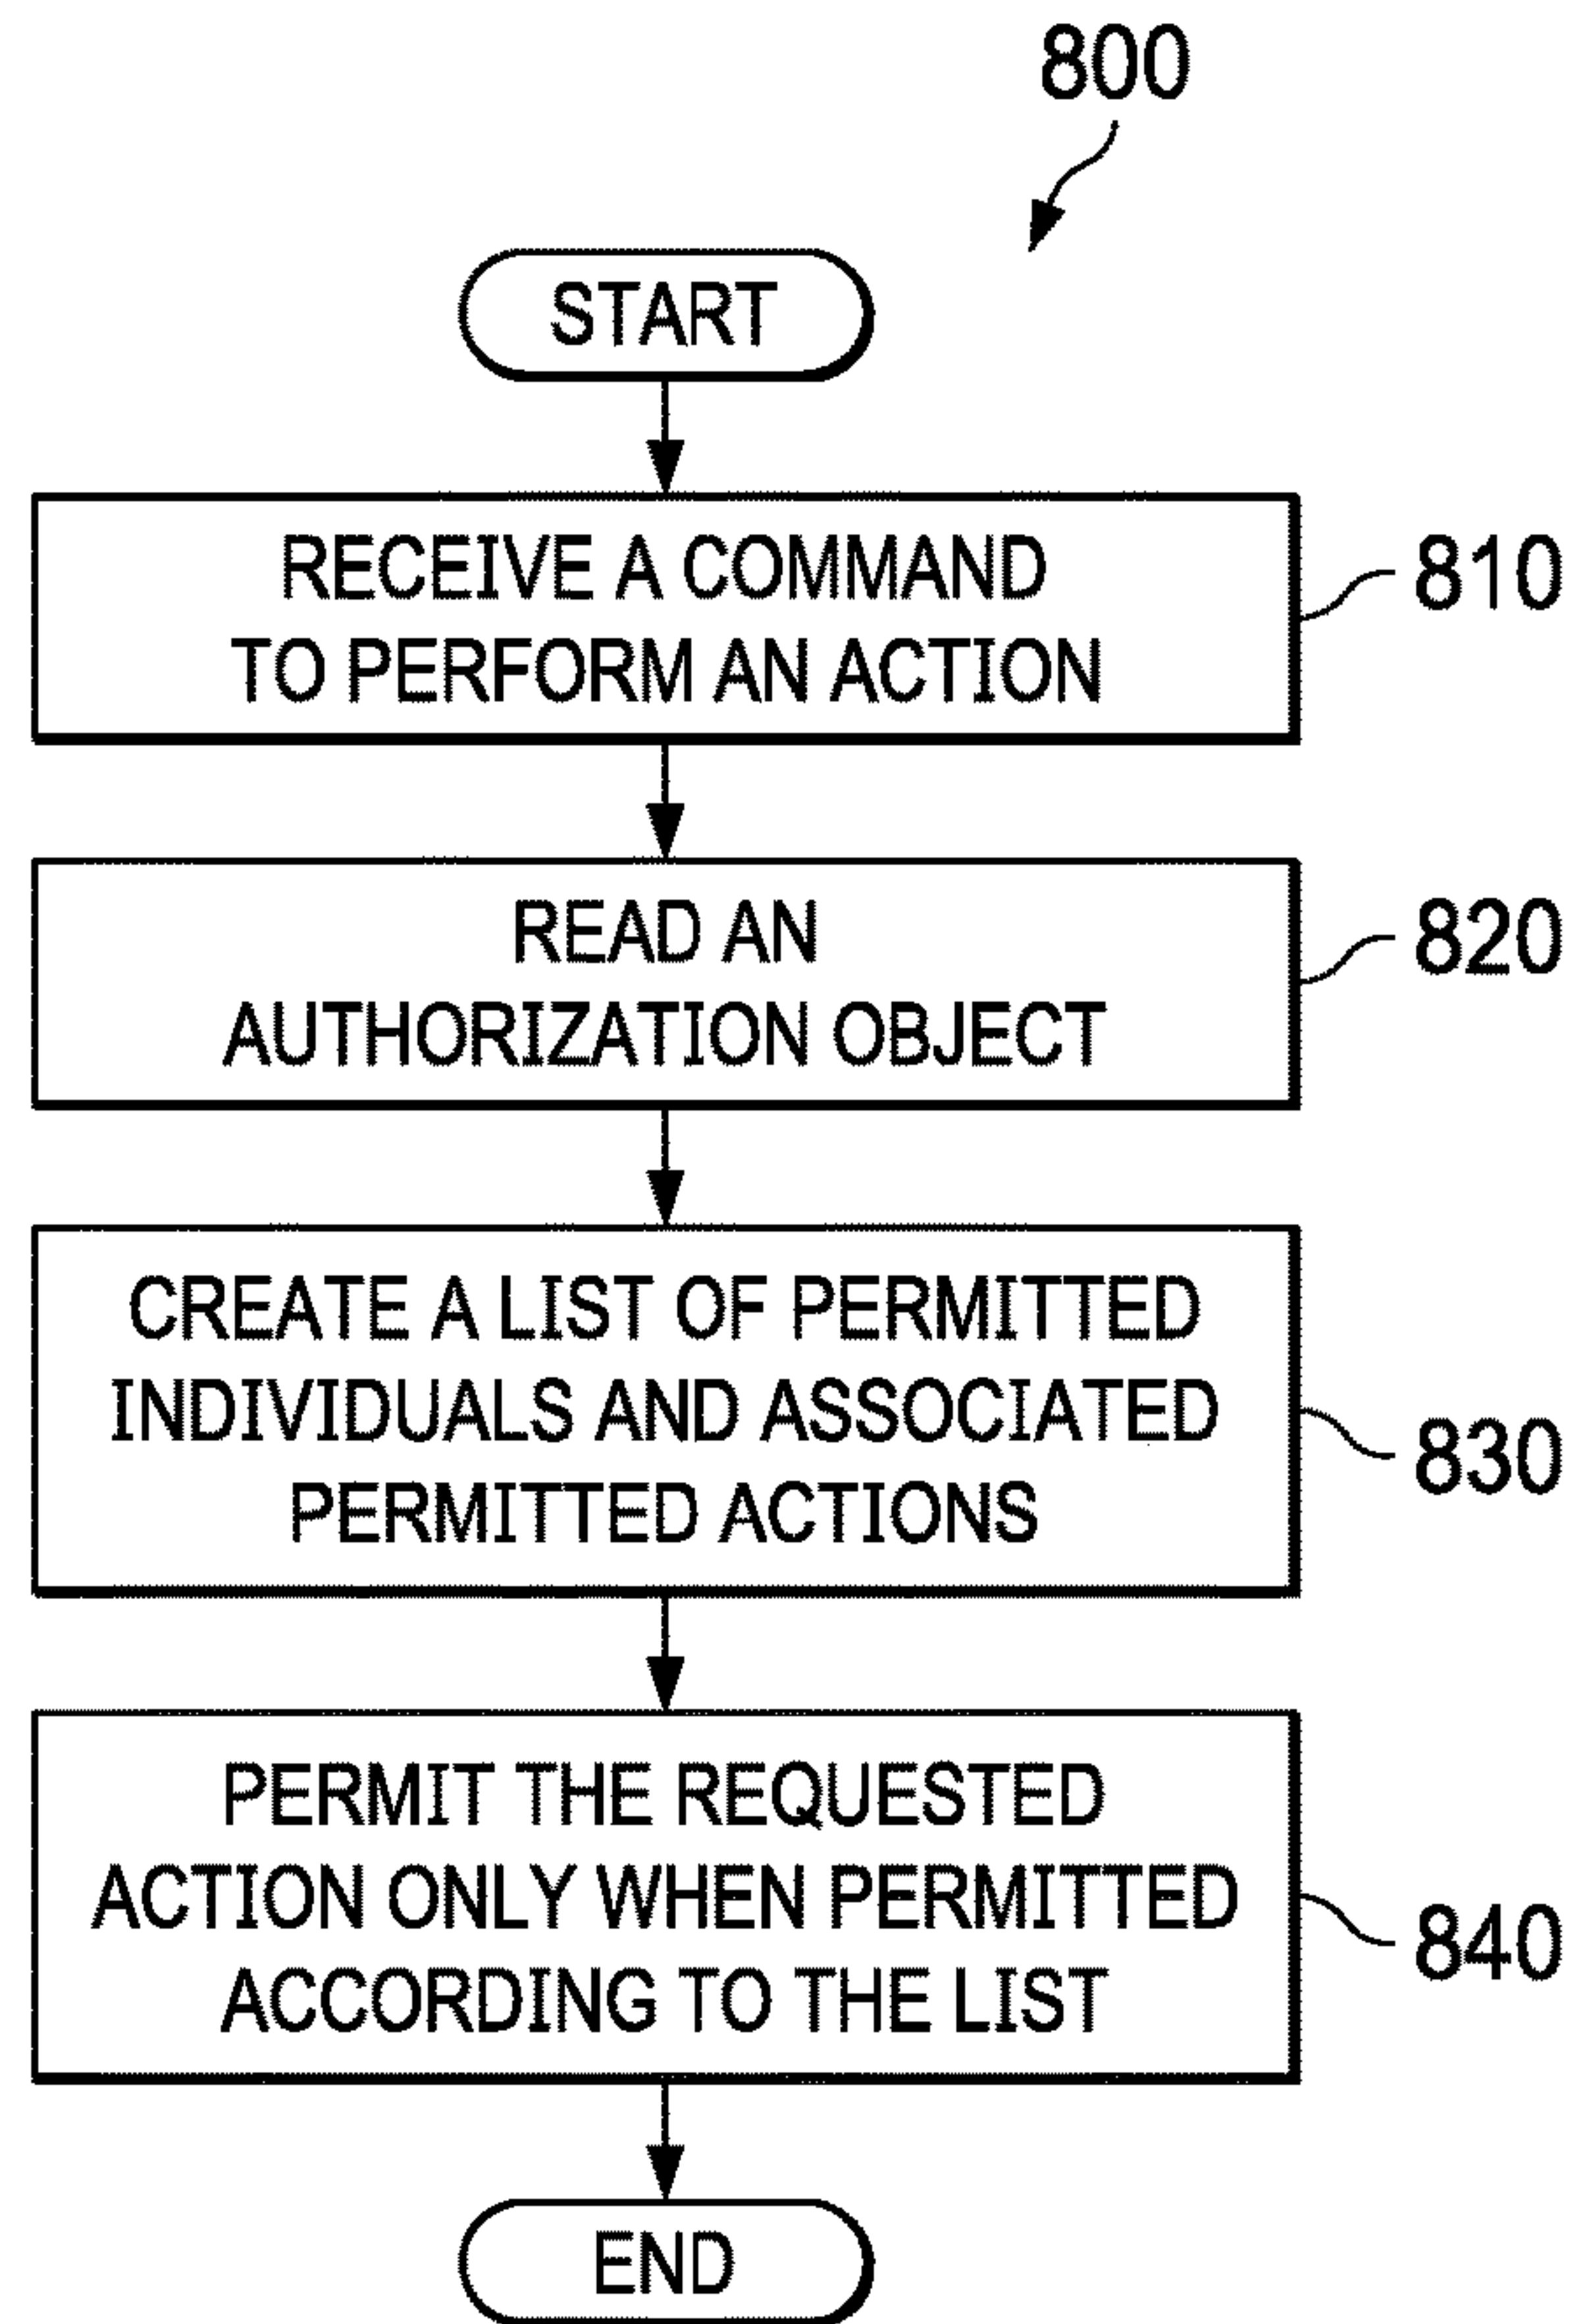 800
START
RECEIVE A COMMAND
TO PERFORM AN ACTION
810
READ AN
AUTHORIZATION OBJECT
820
CREATE A LIST OF PERMITTED
INDIVIDUALS AND ASSOCIATED
PERMITTED ACTIONS
830
PERMIT THE REQUESTED
ACTION ONLY WHEN PERMITTED
ACCORDING TO THE LIST
840
END